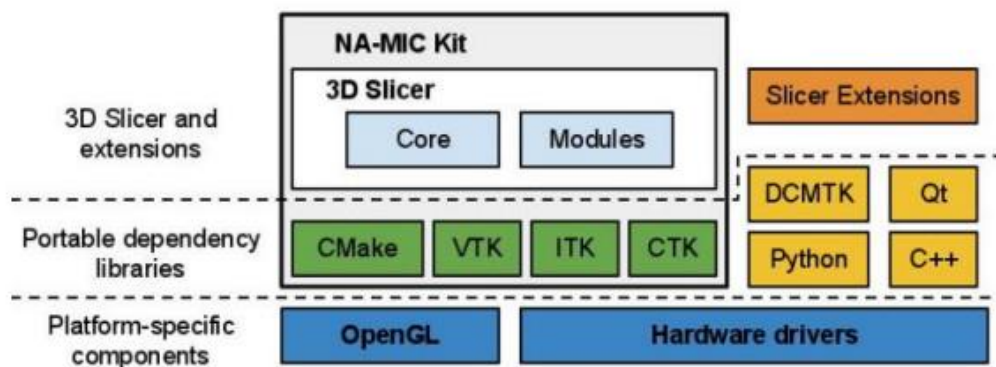 NA-MIC Kit
3D Slicer
Core
Modules
Slicer Extensions
3D Slicer and
extensions
DCMTK
Qt
Portable dependency
libraries
CMake
VTK
ITK
CTK
Python
C++
Platform-specific
components
OpenGL
Hardware drivers